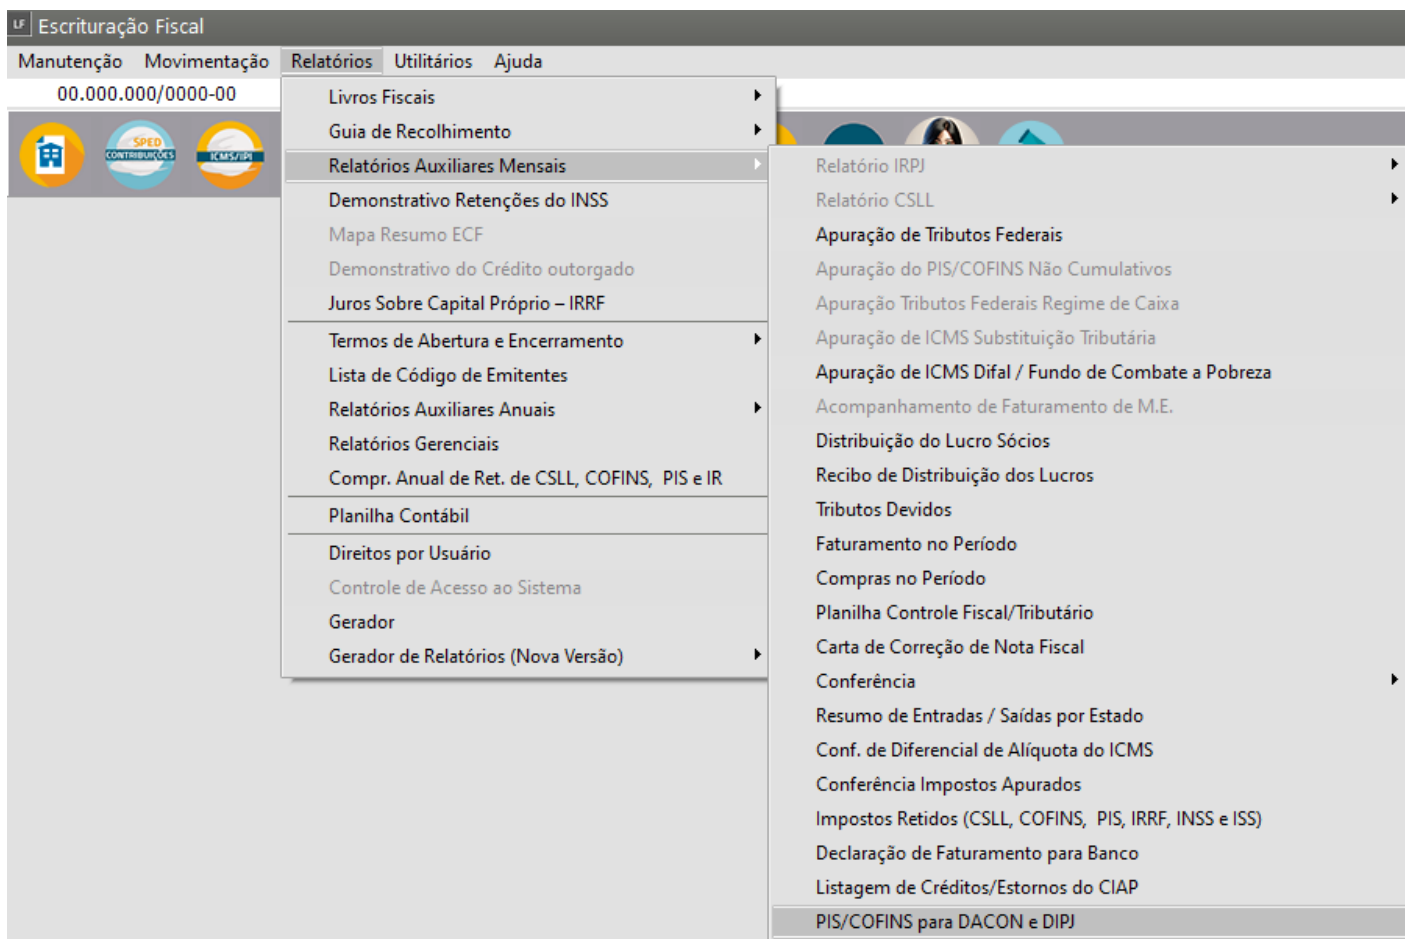 LF Escrituração Fiscal
Manutenção Movimentação Relatórios Utilitários Ajuda
00.000.000/0000-00
SPED
CONTRIBUIÇÕES
ICMS/IPI
Livros Fiscais
Guia de Recolhimento
Relatórios Auxiliares Mensais
Demonstrativo Retenções do INSS
Mapa Resumo ECF
Demonstrativo do Crédito outorgado
Juros Sobre Capital Próprio – IRRF
Termos de Abertura e Encerramento
Lista de Código de Emitentes
Relatórios Auxiliares Anuais
Relatórios Gerenciais
Compr. Anual de Ret. de CSLL, COFINS, PIS e IR
Planilha Contábil
Direitos por Usuário
Controle de Acesso ao Sistema
Gerador
Gerador de Relatórios (Nova Versão)
Relatório IRPJ
Relatório CSLL
Apuração de Tributos Federais
Apuração do PIS/COFINS Não Cumulativos
Apuração Tributos Federais Regime de Caixa
Apuração de ICMS Substituição Tributária
Apuração de ICMS Difal / Fundo de Combate a Pobreza
Acompanhamento de Faturamento de M.E.
Distribuição do Lucro Sócios
Recibo de Distribuição dos Lucros
Tributos Devidos
Faturamento no Período
Compras no Período
Planilha Controle Fiscal/Tributário
Carta de Correção de Nota Fiscal
Conferência
Resumo de Entradas / Saídas por Estado
Conf. de Diferencial de Alíquota do ICMS
Conferência Impostos Apurados
Impostos Retidos (CSLL, COFINS, PIS, IRRF, INSS e ISS)
Declaração de Faturamento para Banco
Listagem de Créditos/Estornos do CIAP
PIS/COFINS para DACON e DIPJ